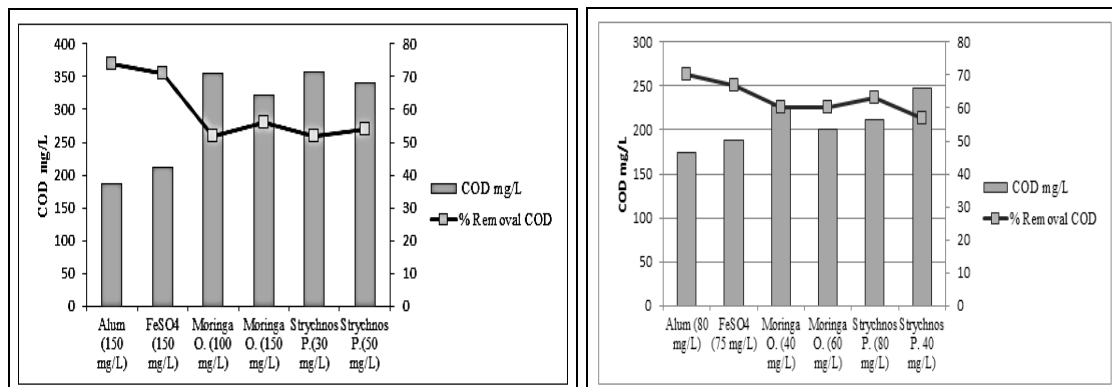 400
350
300
250
200
150
100
50
0
COD mg/L
80
70
60
50
40
30
20
10
0
Alum
(150
mg/L)
FeSO4
(150
mg/L)
Moringa
O. (100
mg/L)
Moringa
O. (150
mg/L)
Strychnos
P.(30
mg/L)
Strychnos
P.(50
mg/L)
COD mg/L
% Removal COD
300
250
200
150
100
50
0
COD mg/L
80
70
60
50
40
30
20
10
0
Alum (80
mg/L)
FeSO4
(75 mg/L)
Moringa
O. (40
mg/L)
Moringa
O. (60
mg/L)
Strychnos
P. (80
mg/L)
Strychnos
P. 40
mg/L)
COD mg/L
% Removal COD